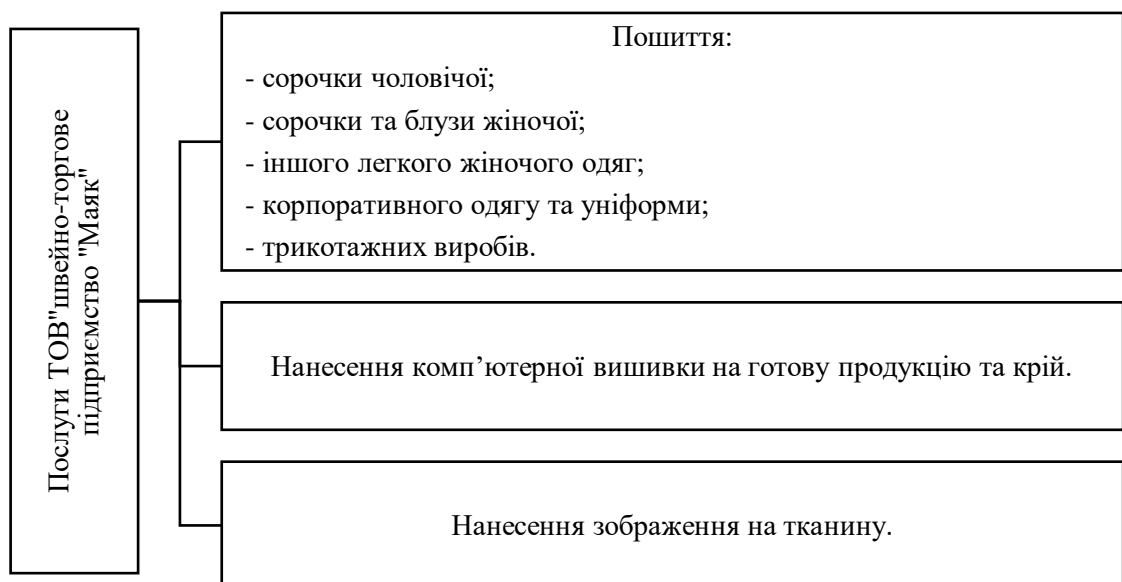 Послуги ТОВ"швейно-торгове
підприємство "Маяк"
Пошиття:
- сорочки чоловічої;
- сорочки та блузи жіночої;
- іншого легкого жіночого одяг;
- корпоративного одягу та уніформи;
- трикотажних виробів.
Нанесення комп’ютерної вишивки на готову продукцію та крій.
Нанесення зображення на тканину.